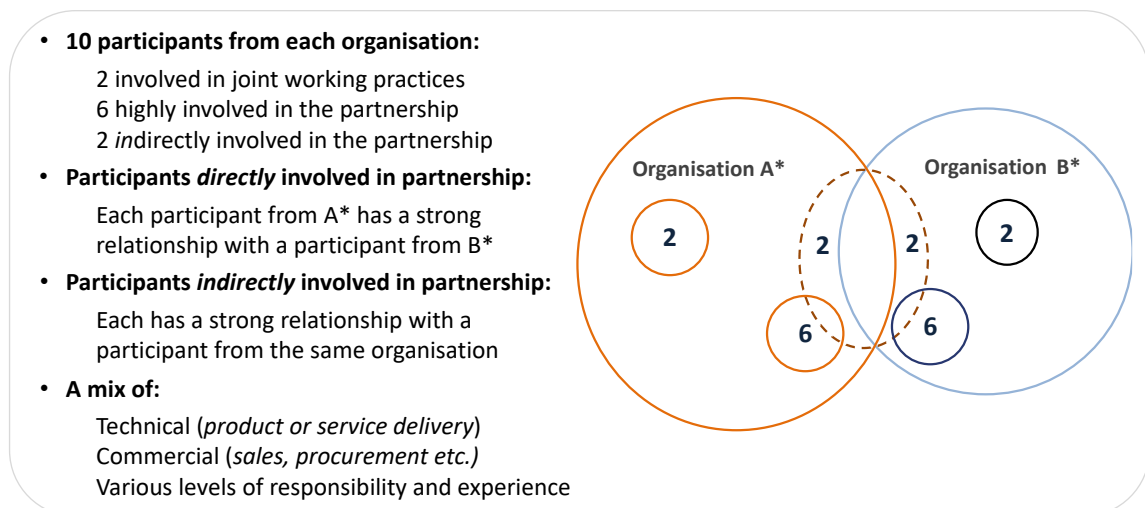 • 10 participants from each organisation:
2 involved in joint working practices
6 highly involved in the partnership
2 indirectly involved in the partnership
• Participants directly involved in partnership:
Each participant from A* has a strong
relationship with a participant from B*
• Participants indirectly involved in partnership:
Each has a strong relationship with a
participant from the same organisation
• A mix of:
Technical (product or service delivery)
Commercial (sales, procurement etc.)
Various levels of responsibility and experience
Organisation A*
Organisation B*
2
2
2
2
6
6